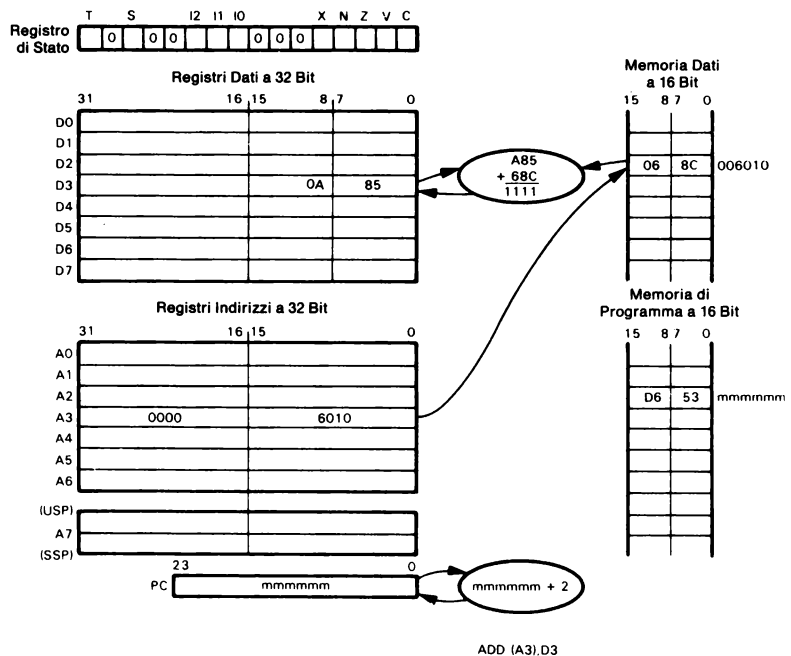 T S I2 I1 I0 X N Z V C
Registro
di Stato
0 0 0 0 0 0
Registri Dati a 32 Bit
31 16 15 8 7 0
D0
D1
D2
D3 0A 85
D4
D5
D6
D7
A85
+ 68C
1111
Memoria Dati
a 16 Bit
15 8 7 0
06 8C 006010
Registri Indirizzi a 32 Bit
31 16 15 0
A0
A1
A2
A3 0000 6010
A4
A5
A6
(USP)
A7
(SSP)
Memoria di
Programma a 16 Bit
15 8 7 0
D6 53 mmmmmm
23 0
PC mmmmmm
mmmmmm + 2
ADD (A3),D3